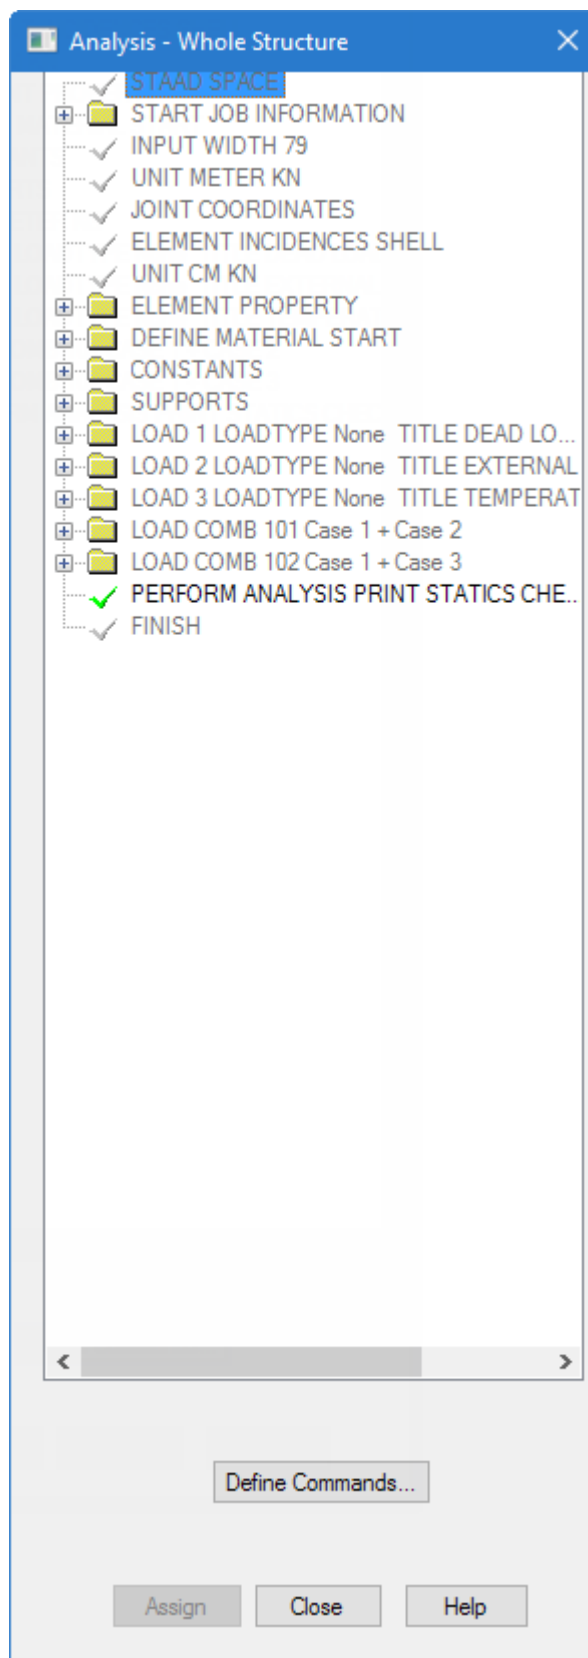 Analysis - Whole Structure
STAAD SPACE
START JOB INFORMATION
INPUT WIDTH 79
UNIT METER KN
JOINT COORDINATES
ELEMENT INCIDENCES SHELL
UNIT CM KN
ELEMENT PROPERTY
DEFINE MATERIAL START
CONSTANTS
SUPPORTS
LOAD 1 LOADTYPE None TITLE DEAD LO...
LOAD 2 LOADTYPE None TITLE EXTERNAL
LOAD 3 LOADTYPE None TITLE TEMPERAT
LOAD COMB 101 Case 1 + Case 2
LOAD COMB 102 Case 1 + Case 3
PERFORM ANALYSIS PRINT STATICS CHE..
FINISH
Define Commands...
Assign Close Help